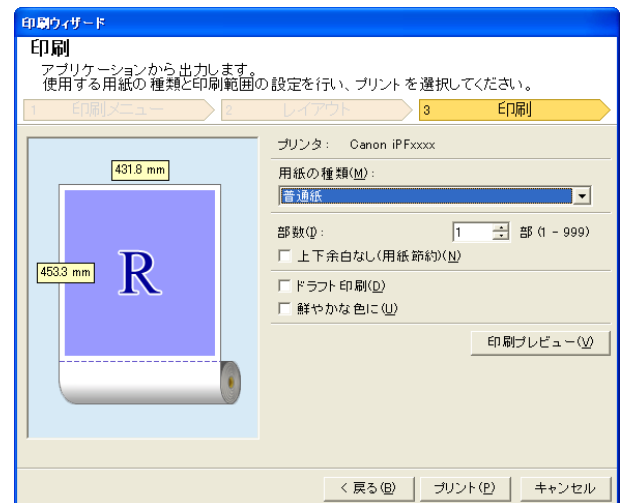 印刷ウィザード
印刷
アプリケーションから出力します。
使用する用紙の種類と印刷範囲の設定を行い、プリントを選択してください。
1 印刷メニュー 2 レイアウト 3 印刷
プリンタ： Canon iPFxxxx
431.8 mm
用紙の種類(M)：
普通紙
部数(I)： 1 部 (1 - 999)
上下余白なし(用紙節約)(N)
453.3 mm
R
ドラフト印刷(D)
鮮やかな色に(U)
印刷プレビュー(V)
< 戻る(B) プリント(P) キャンセル